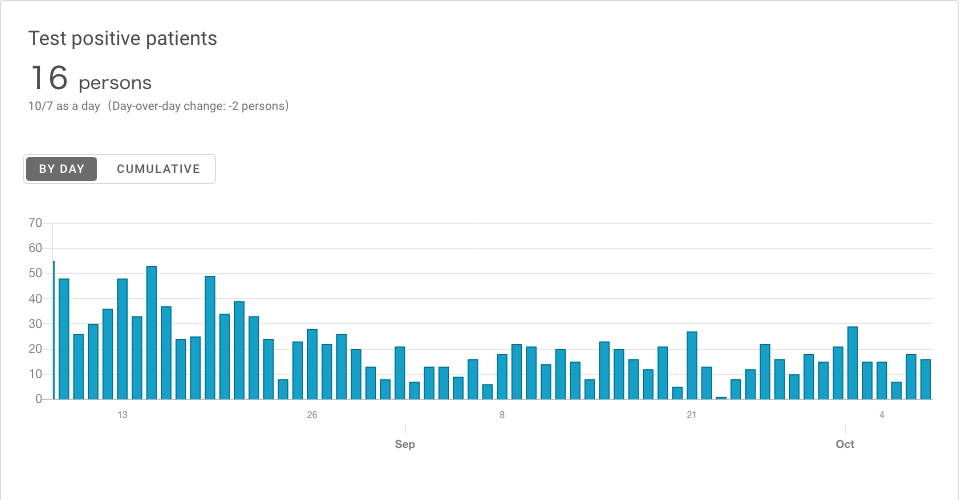 Test positive patients
16 persons
10/7 as a day (Day-over-day change: -2 persons)
BY DAY CUMULATIVE
70
60
50
40
30
20
10
0
13 26 8 21 4
Sep Oct